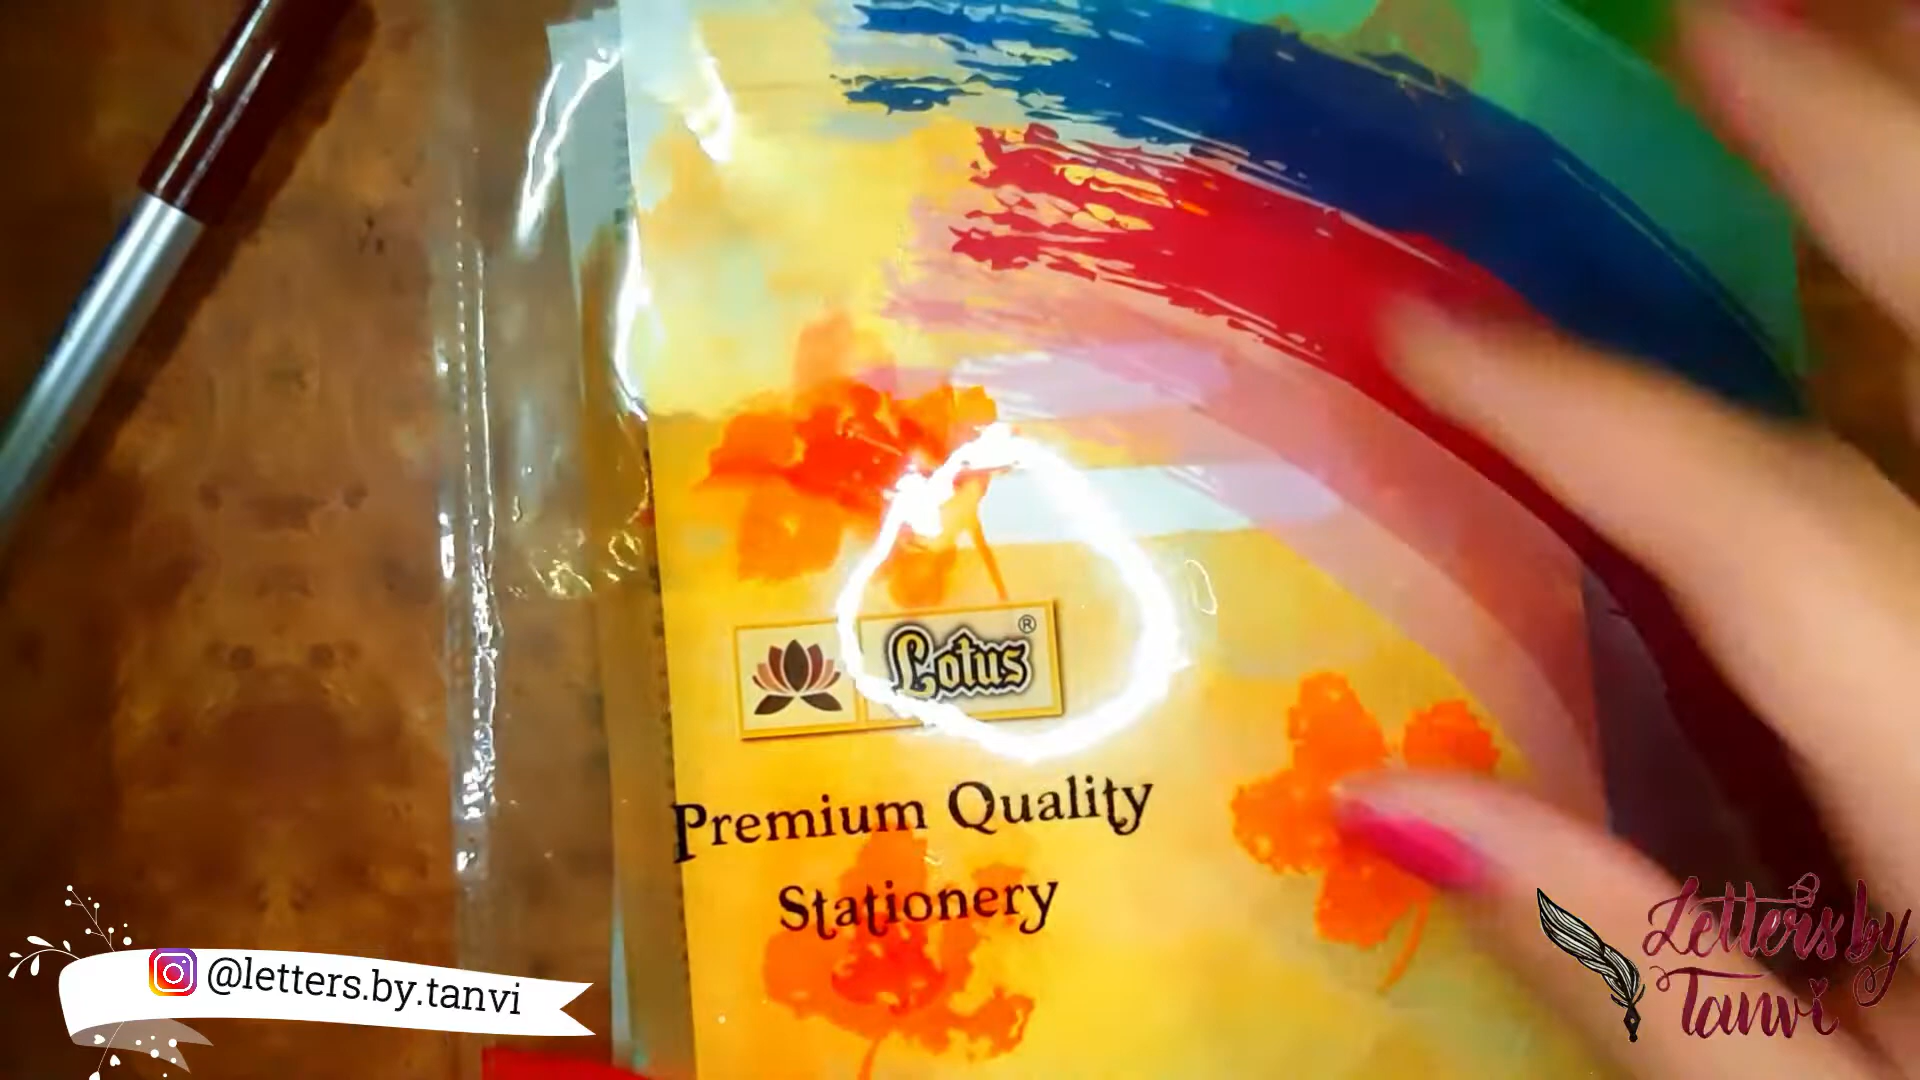 Lotus®
Premium Quality
Stationery
@letters.by.tanvi
Letters by
Tanvi